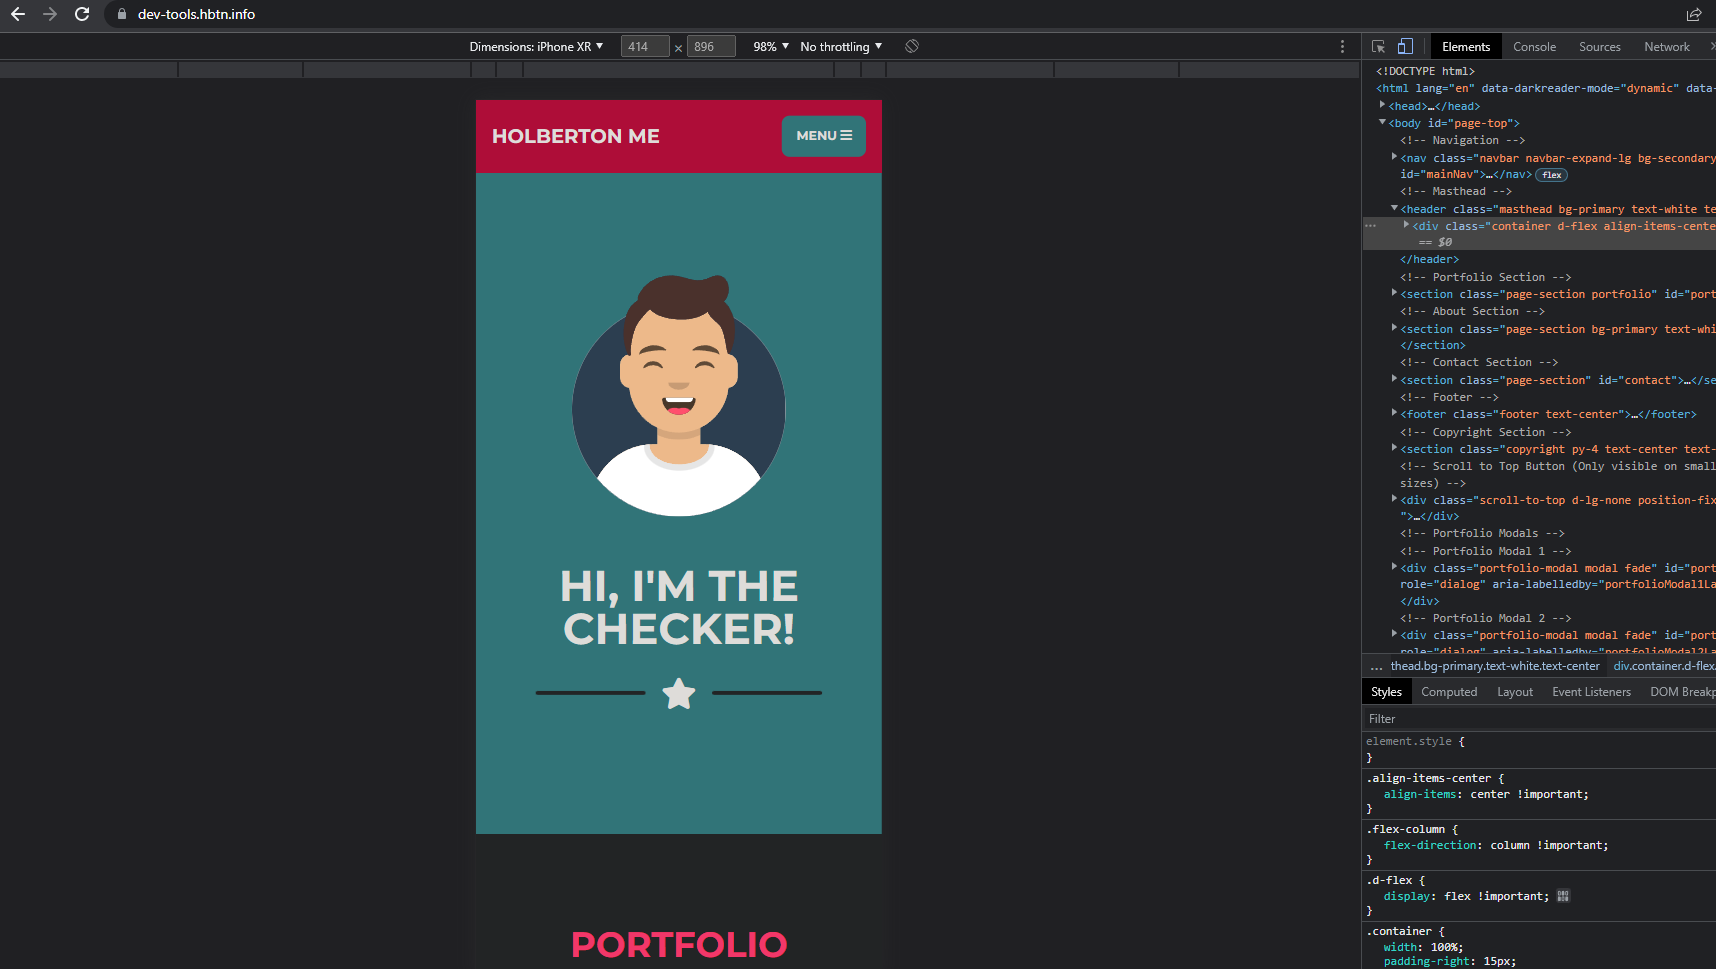 dev-tools.hbtn.info
Dimensions: iPhone XR ▼ 414 × 896 98% ▼ No throttling ▼
Elements Console Sources Network »
HOLBERTON ME
MENU
HI, I'M THE
CHECKER!
PORTFOLIO
<!DOCTYPE html>
<html lang="en" data-darkreader-mode="dynamic" data-
<head>…</head>
<body id="page-top">
<!-- Navigation -->
<nav class="navbar navbar-expand-lg bg-secondary
id="mainNav">…</nav> flex
<!-- Masthead -->
<header class="masthead bg-primary text-white te
<div class="container d-flex align-items-cente
== $0
</header>
<!-- Portfolio Section -->
<section class="page-section portfolio" id="port
<!-- About Section -->
<section class="page-section bg-primary text-whi
</section>
<!-- Contact Section -->
<section class="page-section" id="contact">…</se
<!-- Footer -->
<footer class="footer text-center">…</footer>
<!-- Copyright Section -->
<section class="copyright py-4 text-center text-
<!-- Scroll to Top Button (Only visible on small
sizes) -->
<div class="scroll-to-top d-lg-none position-fix
">…</div>
<!-- Portfolio Modals -->
<!-- Portfolio Modal 1 -->
<div class="portfolio-modal modal fade" id="port
role="dialog" aria-labelledby="portfolioModal1La
</div>
<!-- Portfolio Modal 2 -->
<div class="portfolio-modal modal fade" id="port
role="dialog" aria-labelledby="portfolioModal2La
... thead.bg-primary.text-white.text-center div.container.d-flex.
Styles Computed Layout Event Listeners DOM Breakp
Filter
element.style {
}
.align-items-center {
align-items: center !important;
}
.flex-column {
flex-direction: column !important;
}
.d-flex {
display: flex !important;
}
.container {
width: 100%;
padding-right: 15px;